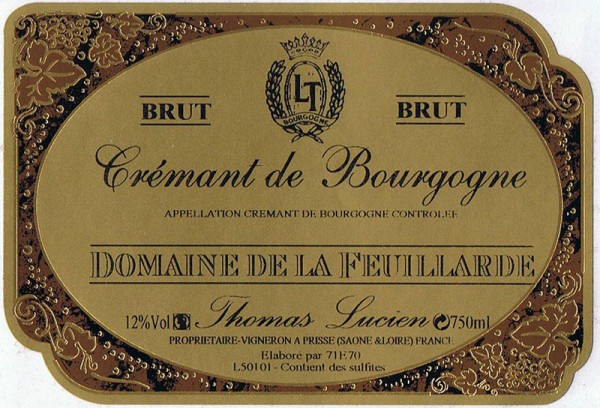 LT
BOURGOGNE
BRUT BRUT
Crémant de Bourgogne
APPELLATION CREMANT DE BOURGOGNE CONTROLEE
DOMAINE DE LA FEUILLARDE
12%Vol Thomas Lucien 750ml
PROPRIETAIRE-VIGNERON A PRISSE (SAONE &LOIRE) FRANCE
Elaboré par 71E70
L50101 - Contient des sulfites